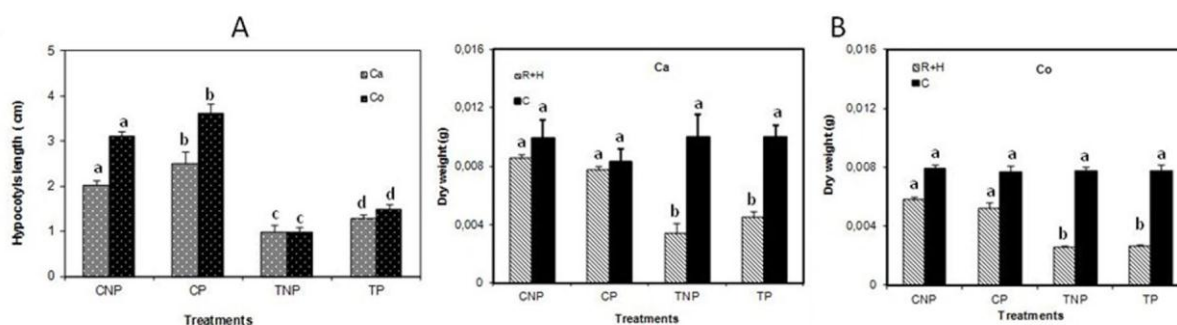 A
B
5
4
3
2
1
0
Hypocotyls length ( cm)
Ca
Co
a
a
b
b
c
c
d
d
CNP
CP
TNP
TP
Treatments
0,016
0,012
0,008
0,004
0
Dry weight (g)
Ca
R+H
C
a
a
a
a
b
a
b
a
CNP
CP
TNP
TP
Treatments
0,016
0,012
0,008
0,004
0
Dry weight (g)
Co
R+H
C
a
a
a
a
b
a
b
a
CNP
CP
TNP
TP
Treatments